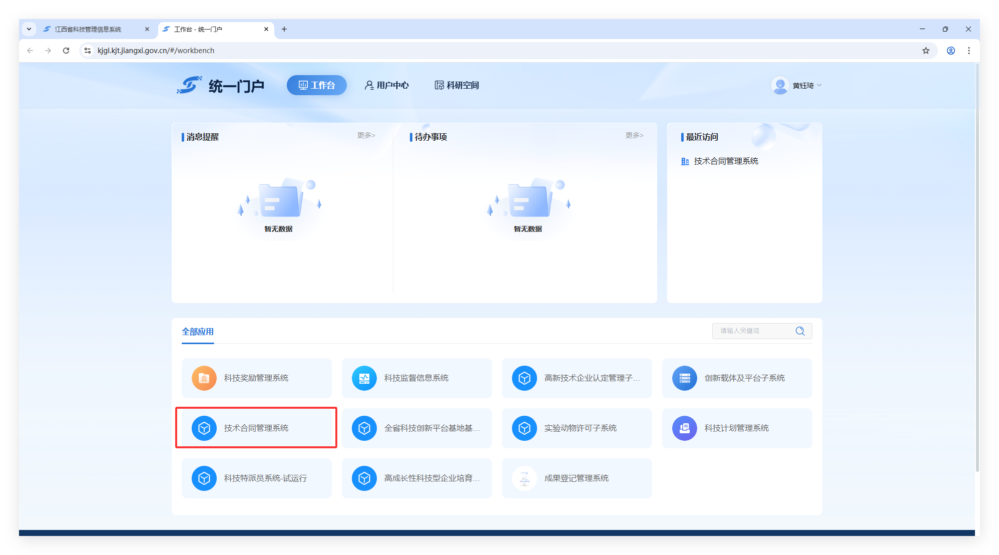 江西省科技管理信息系统
工作台 - 统一门户
kjgl.kjt.jiangxi.gov.cn/#/workbench
统一门户
工作台
用户中心
科研空间
黄钰琦
消息提醒
更多>
待办事项
更多>
最近访问
技术合同管理系统
暂无数据
暂无数据
全部应用
请输入关键词
科技奖励管理系统
科技监督信息系统
高新技术企业认定管理子...
创新载体及平台子系统
技术合同管理系统
全省科技创新平台基地基...
实验动物许可子系统
科技计划管理系统
科技特派员系统-试运行
高成长性科技型企业培育...
成果登记管理系统